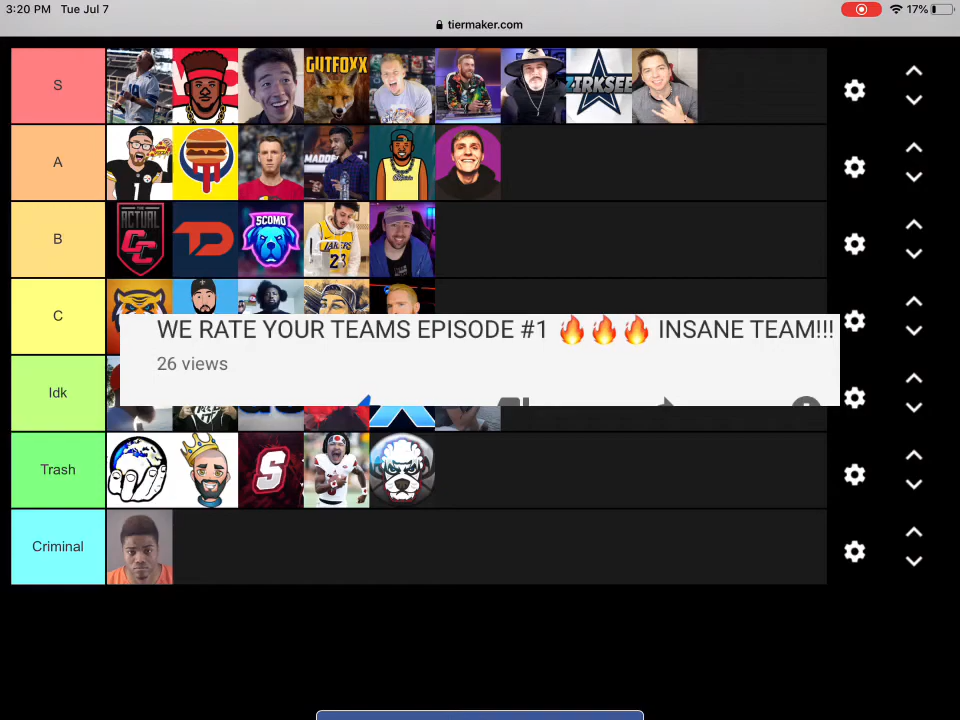 3:20 PM Tue Jul 7
17%
tiermaker.com
S
GUTFOXX
ZIRKSEE
A
B
THE
ACTUAL
CC
SCOMO
LAKERS
23
C
WE RATE YOUR TEAMS EPISODE #1 🔥🔥🔥 INSANE TEAM!!!
26 views
Idk
Trash
S
Criminal